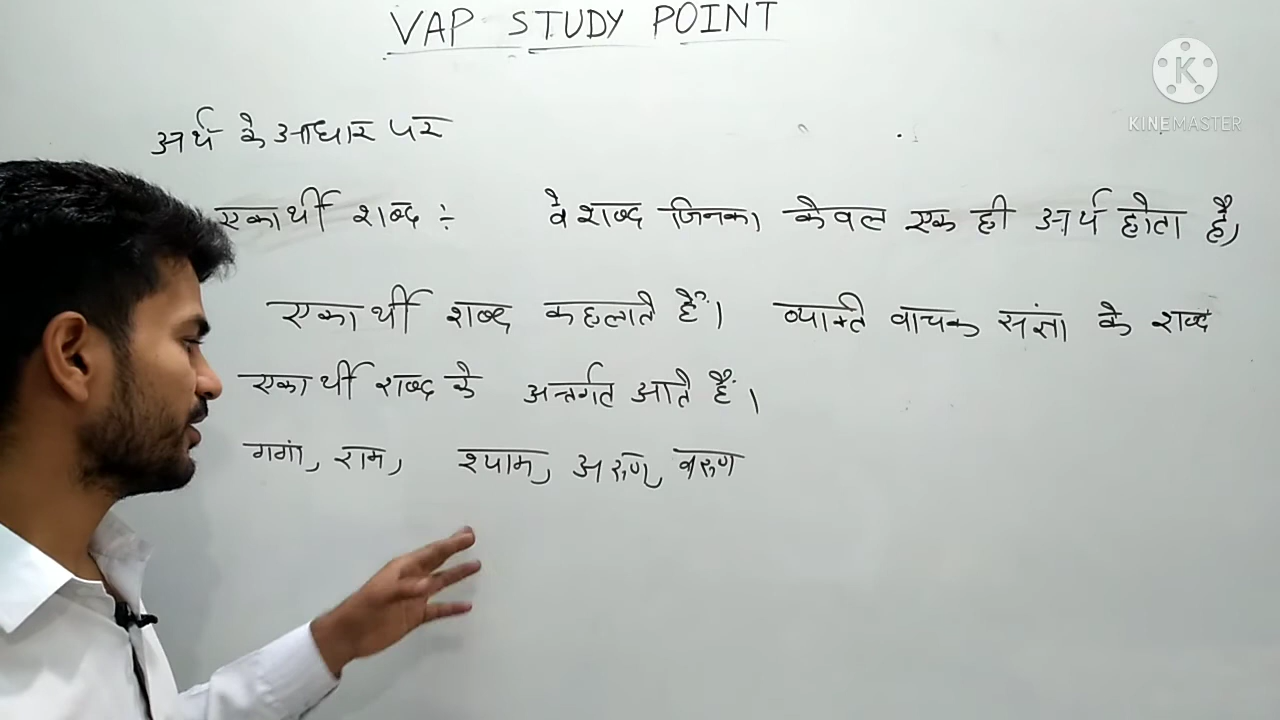 VAP STUDY POINT
KINEMASTER
अर्थ के आधार पर
एकार्थी शब्द ÷ वे शब्द जिनका केवल एक ही अर्थ होता है,
एकार्थी शब्द कहलाते हैं। व्यक्ति वाचक संज्ञा के शब्द
एकार्थी शब्द के अन्तर्गत आते हैं।
गगां, राम, श्याम, अरुण, वरुण